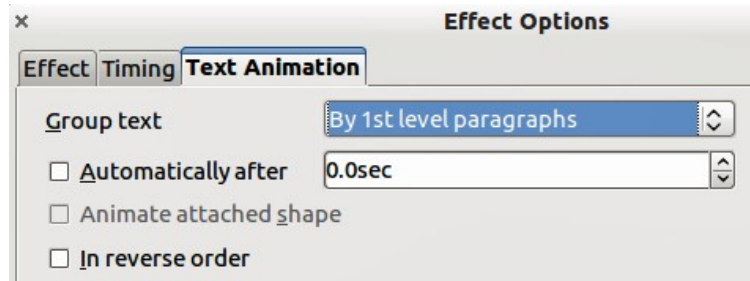 Effect Options
Effect Timing Text Animation
Group text By 1st level paragraphs
Automatically after 0.0sec
Animate attached shape
In reverse order